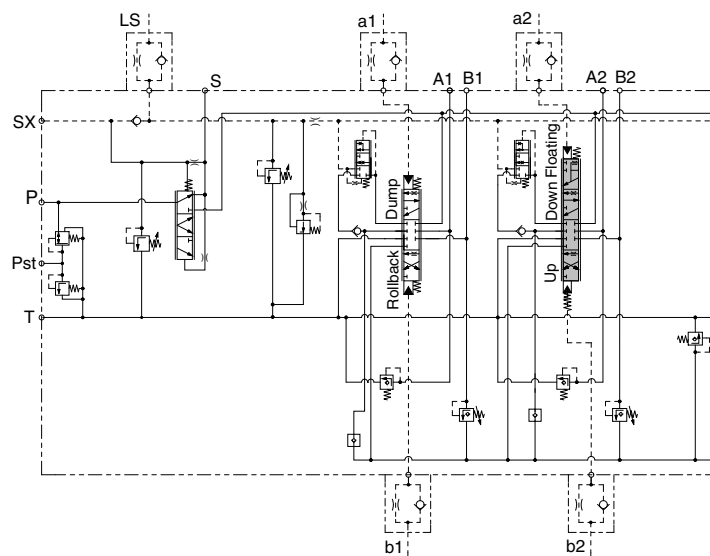 LS
a1
a2
S
A1
B1
A2
B2
SX
P
Pst
T
Dump
Rollback
Down Floating
Up
b1
b2